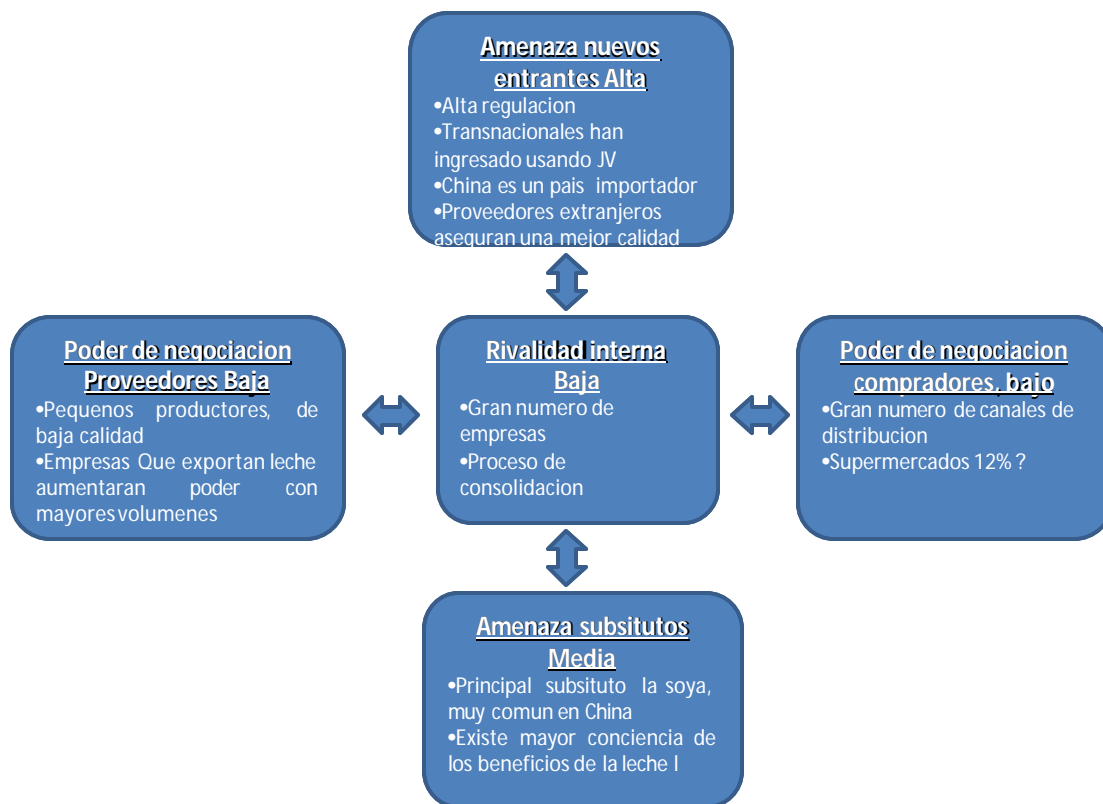 Amenaza nuevos
entrantes Alta
•Alta regulacion
•Transnacionales han
ingresado usando JV
•China es un pais importador
•Proveedores extranjeros
aseguran una mejor calidad
Poder de negociacion
Proveedores Baja
•Pequenos productores, de
baja calidad
•Empresas Que exportan leche
aumentaran poder con
mayores volumenes
Rivalidad interna
Baja
•Gran numero de
empresas
•Proceso de
consolidacion
Poder de negociacion
compradores, bajo
•Gran numero de canales de
distribucion
•Supermercados 12% ?
Amenaza subsitutos
Media
•Principal subsituto la soya,
muy comun en China
•Existe mayor conciencia de
los beneficios de la leche l